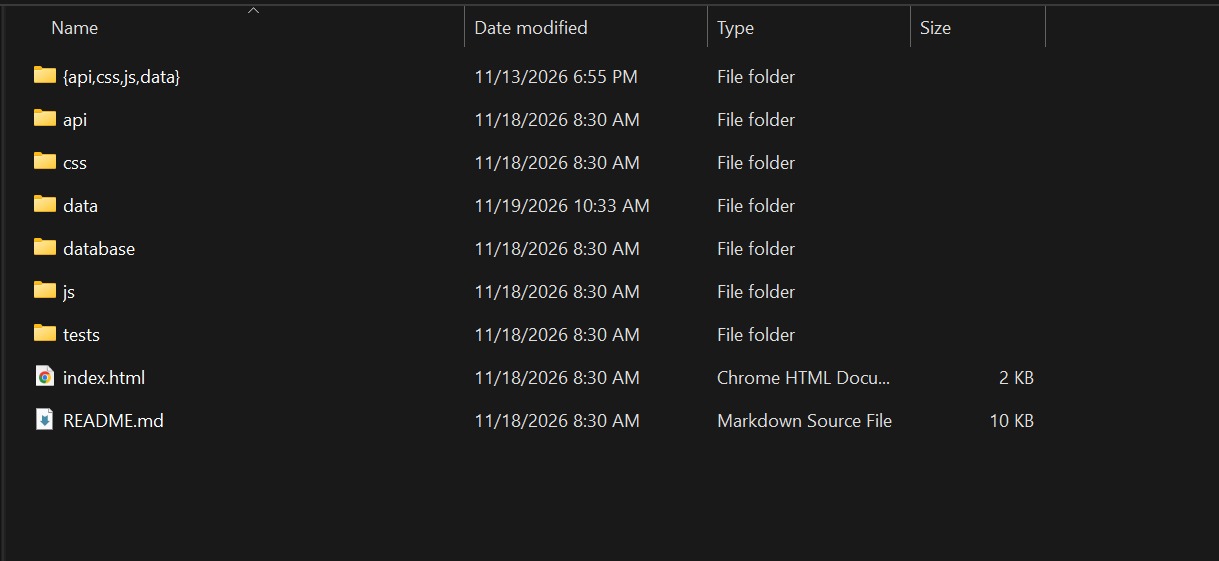 Name Date modified Type Size
{api,css,js,data} 11/13/2026 6:55 PM File folder
api 11/18/2026 8:30 AM File folder
css 11/18/2026 8:30 AM File folder
data 11/19/2026 10:33 AM File folder
database 11/18/2026 8:30 AM File folder
js 11/18/2026 8:30 AM File folder
tests 11/18/2026 8:30 AM File folder
index.html 11/18/2026 8:30 AM Chrome HTML Docu... 2 KB
README.md 11/18/2026 8:30 AM Markdown Source File 10 KB